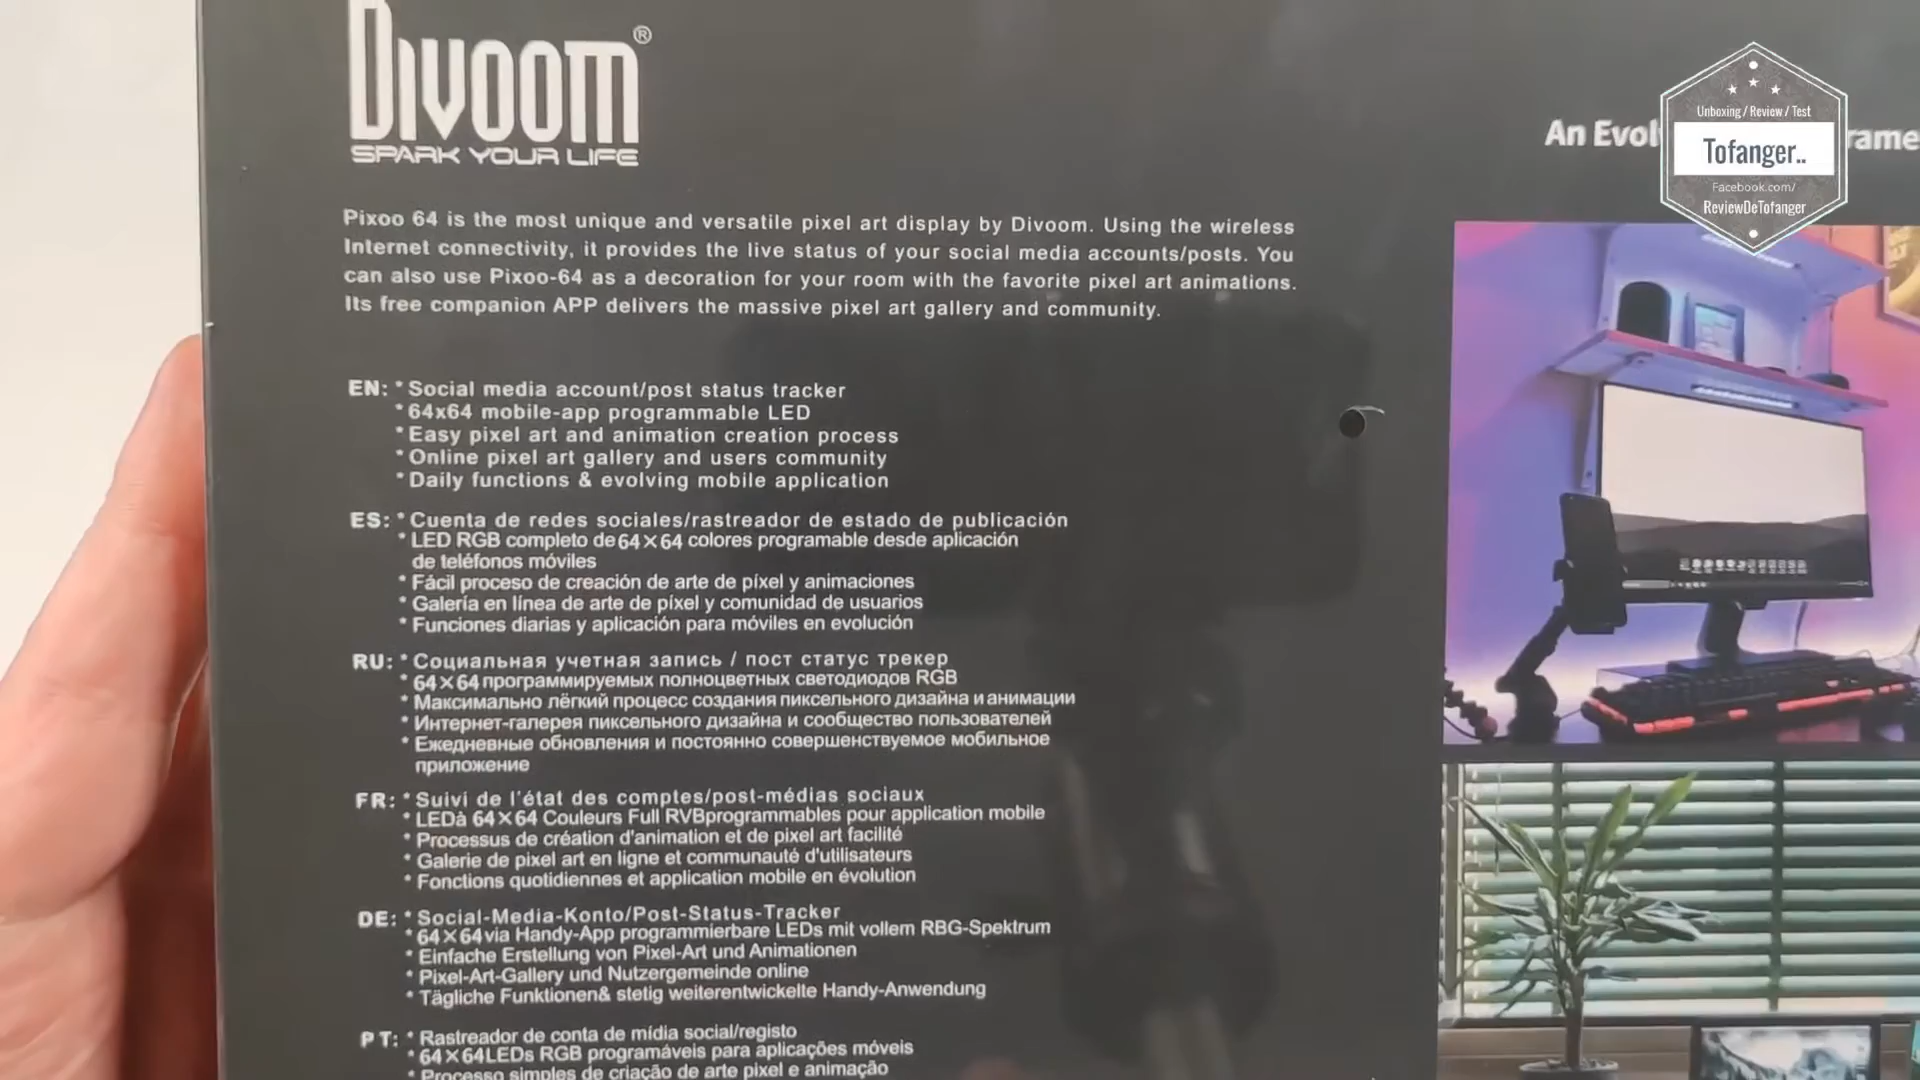 Divoom®
SPARK YOUR LIFE
Pixoo 64 is the most unique and versatile pixel art display by Divoom. Using the wireless
Internet connectivity, it provides the live status of your social media accounts/posts. You
can also use Pixoo-64 as a decoration for your room with the favorite pixel art animations.
Its free companion APP delivers the massive pixel art gallery and community.
EN: * Social media account/post status tracker
* 64x64 mobile-app programmable LED
* Easy pixel art and animation creation process
* Online pixel art gallery and users community
* Daily functions & evolving mobile application
ES: * Cuenta de redes sociales/rastreador de estado de publicación
* LED RGB completo de 64×64 colores programable desde aplicación
de teléfonos móviles
* Fácil proceso de creación de arte de píxel y animaciones
* Galería en línea de arte de píxel y comunidad de usuarios
* Funciones diarias y aplicación para móviles en evolución
RU: * Социальная учетная запись / пост статус трекер
* 64×64 программируемых полноцветных светодиодов RGB
* Максимально лёгкий процесс создания пиксельного дизайна и анимации
* Интернет-галерея пиксельного дизайна и сообщество пользователей
* Ежедневные обновления и постоянно совершенствуемое мобильное
приложение
FR: * Suivi de l'état des comptes/post-médias sociaux
* LEDà 64×64 Couleurs Full RVBprogrammables pour application mobile
* Processus de création d'animation et de pixel art facilité
* Galerie de pixel art en ligne et communauté d'utilisateurs
* Fonctions quotidiennes et application mobile en évolution
DE: * Social-Media-Konto/Post-Status-Tracker
* 64×64 via Handy-App programmierbare LEDs mit vollem RBG-Spektrum
* Einfache Erstellung von Pixel-Art und Animationen
* Pixel-Art-Gallery und Nutzergemeinde online
* Tägliche Funktionen& stetig weiterentwickelte Handy-Anwendung
PT: * Rastreador de conta de mídia social/registo
* 64×64LEDs RGB programáveis para aplicações móveis
* Processo simples de criação de arte pixel e animação
An
Unboxing / Review / Test
Tofanger..
Facebook.com/
ReviewDeTofanger